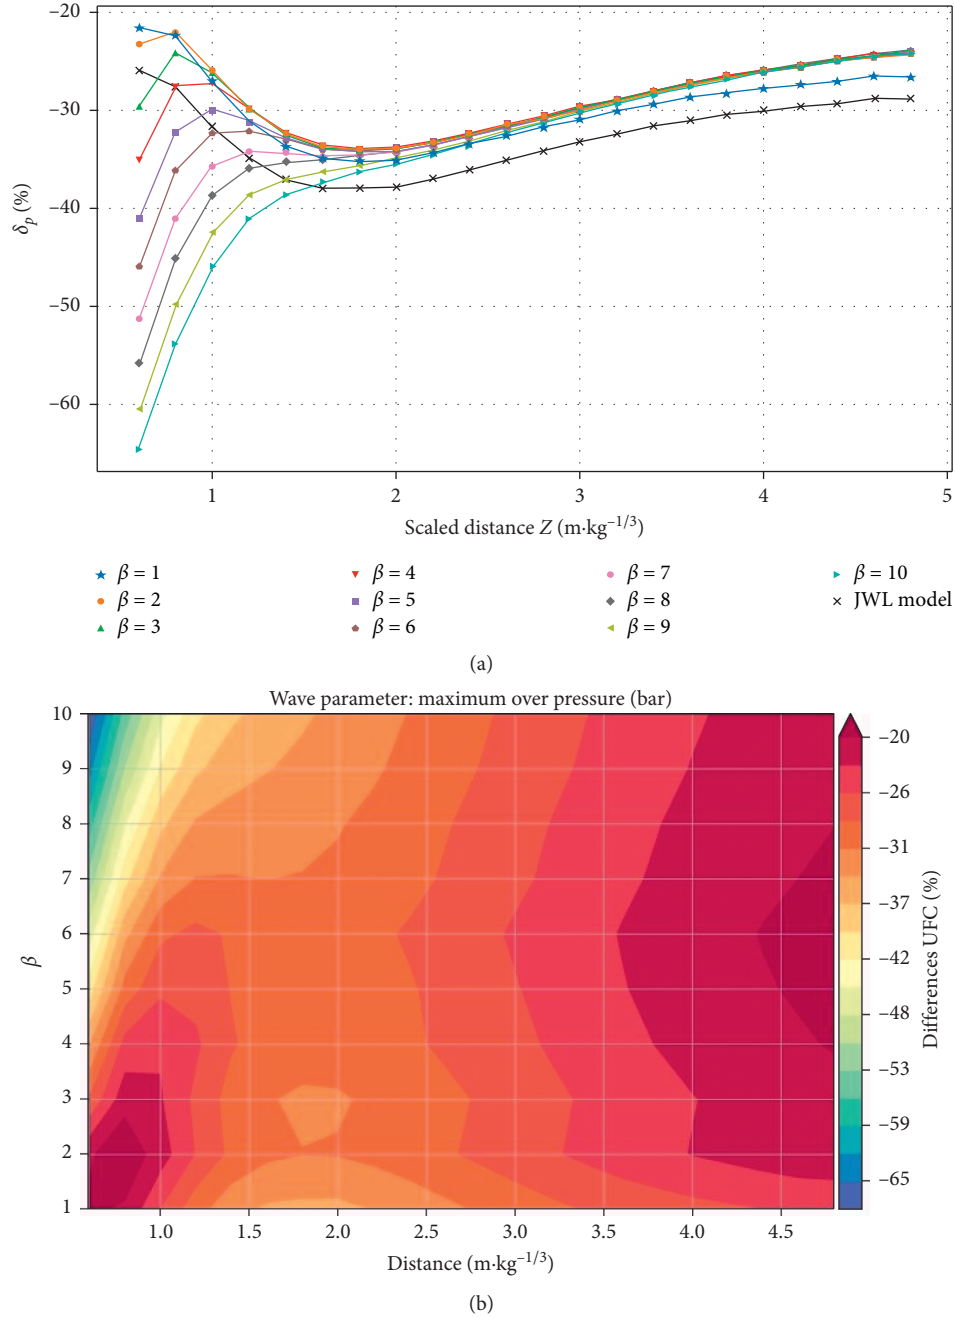 –20
–30
–40
–50
–60
δp (%)
1 2 3 4 5
Scaled distance Z (m·kg–1/3)
β = 1 β = 4 β = 7 β = 10
β = 2 β = 5 β = 8 JWL model
β = 3 β = 6 β = 9
(a)
Wave parameter: maximum over pressure (bar)
10
9
8
7
6
5
4
3
2
1
β
1.0 1.5 2.0 2.5 3.0 3.5 4.0 4.5
Distance (m·kg–1/3)
–20
–26
–31
–37
–42
–48
–53
–59
–65
Differences UFC (%)
(b)